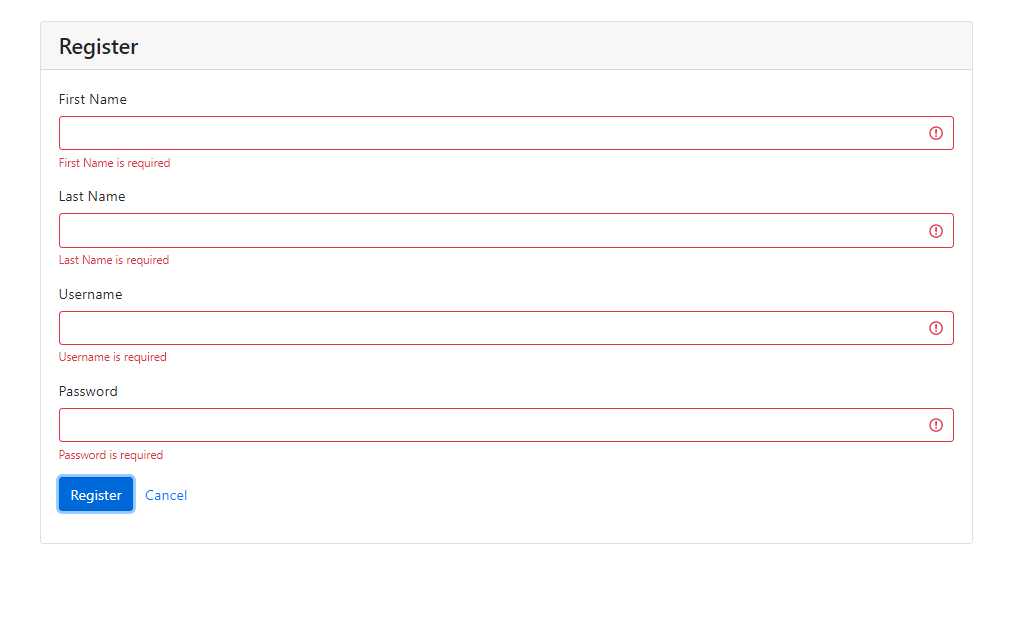 Register
First Name
First Name is required
Last Name
Last Name is required
Username
Username is required
Password
Password is required
Register Cancel